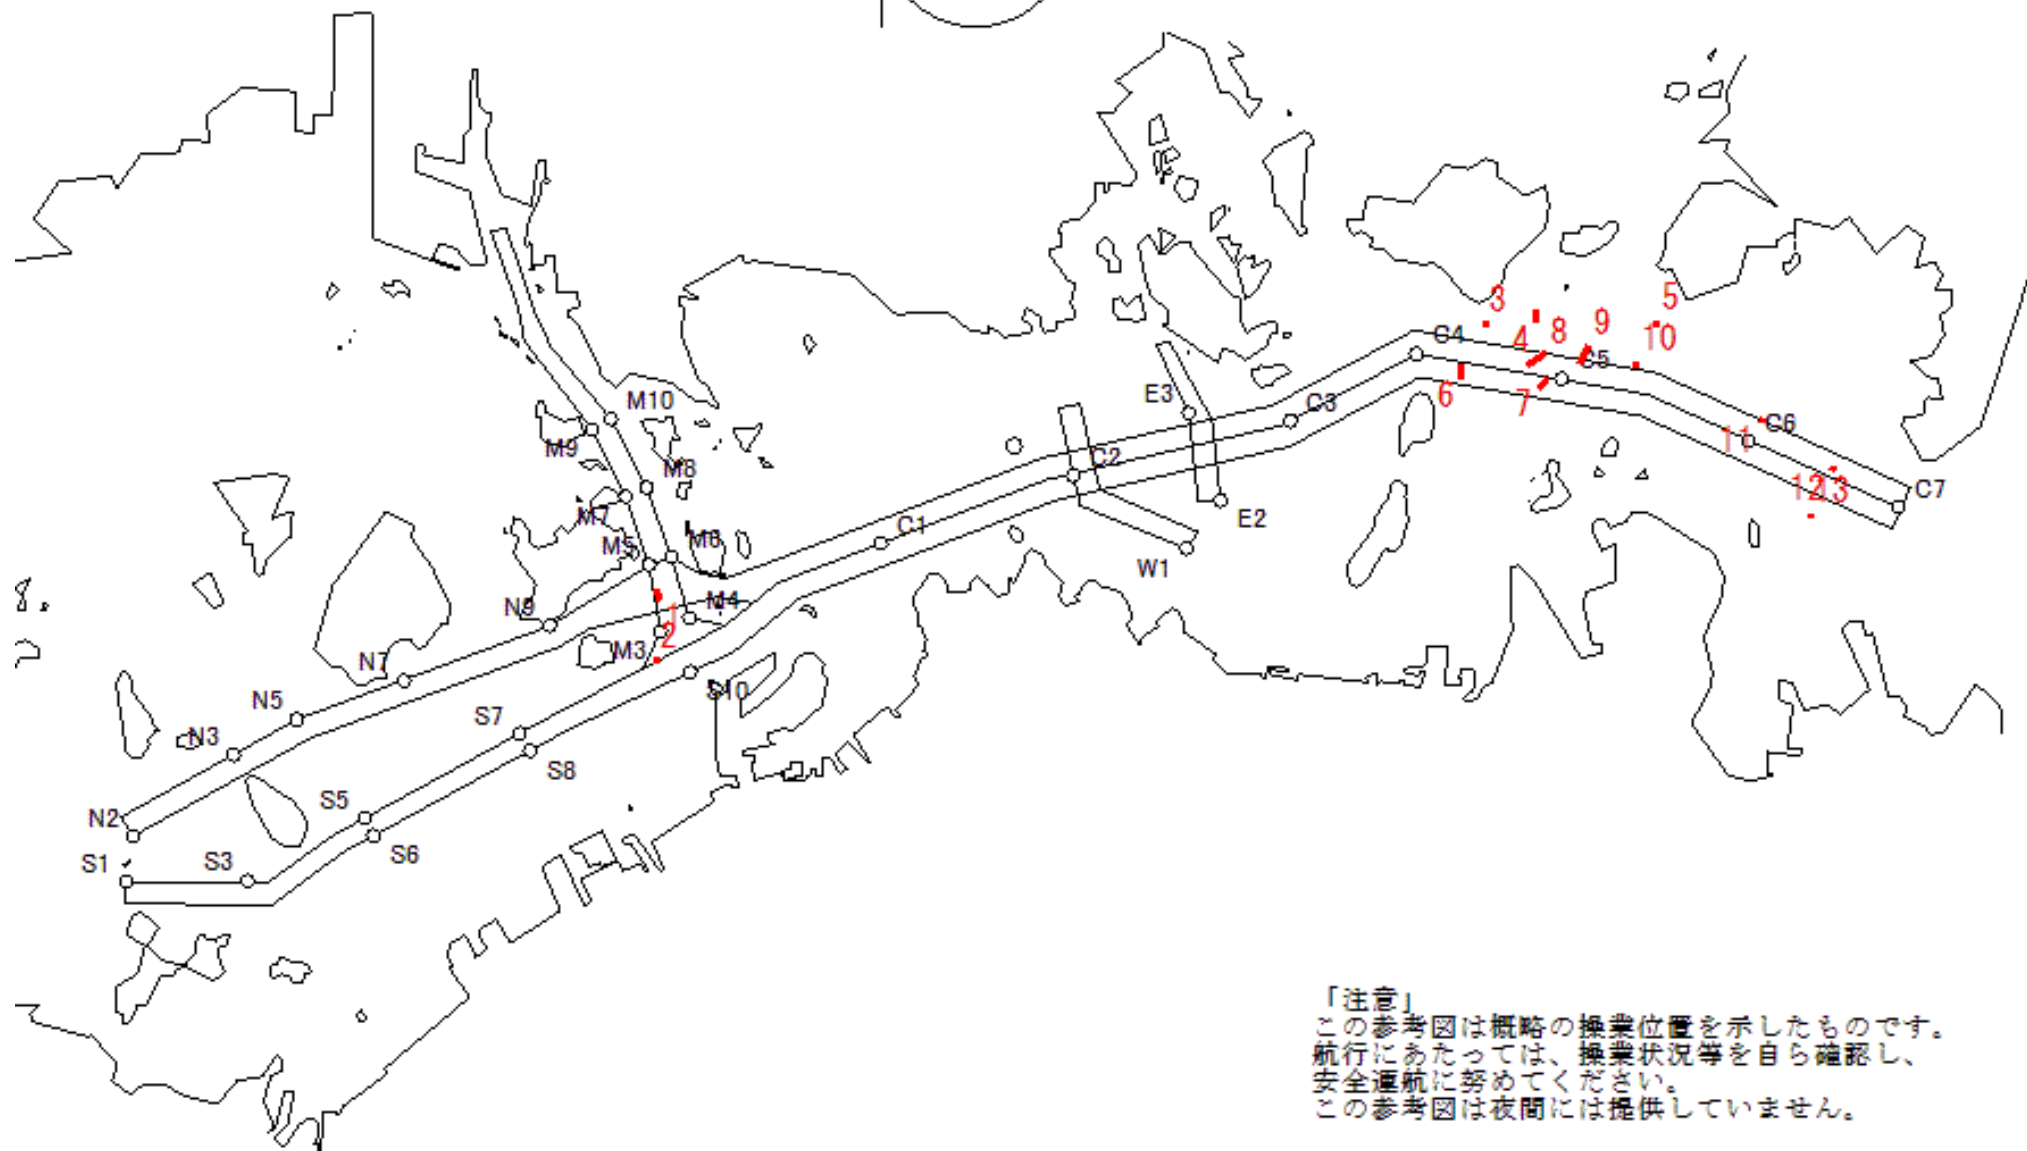 3
5
4
8
9
10
C4
C5
6
7
E3
C3
C6
11
M10
M9
M8
C2
12
13
C7
M7
C1
E2
M5
M6
W1
N9
1
M4
2
M3
N7
S10
N5
S7
N3
S8
S5
N2
S6
S1
S3
「注意」
この参考図は概略の操業位置を示したものです。
航行にあたっては、操業状況等を自ら確認し、
安全運航に努めてください。
この参考図は夜間には提供していません。